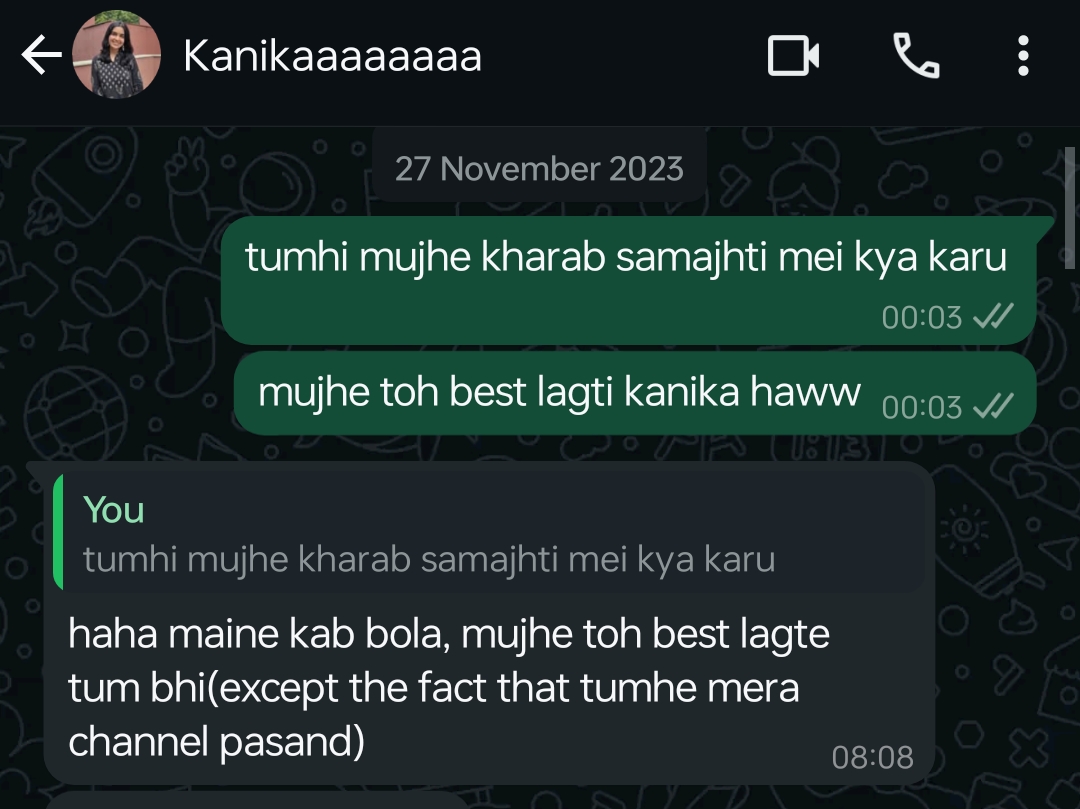 Kanikaaaaaaaa
27 November 2023
tumhi mujhe kharab samajhti mei kya karu
00:03
mujhe toh best lagti kanika haww 00:03
You
tumhi mujhe kharab samajhti mei kya karu
haha maine kab bola, mujhe toh best lagte
tum bhi(except the fact that tumhe mera
channel pasand)
08:08